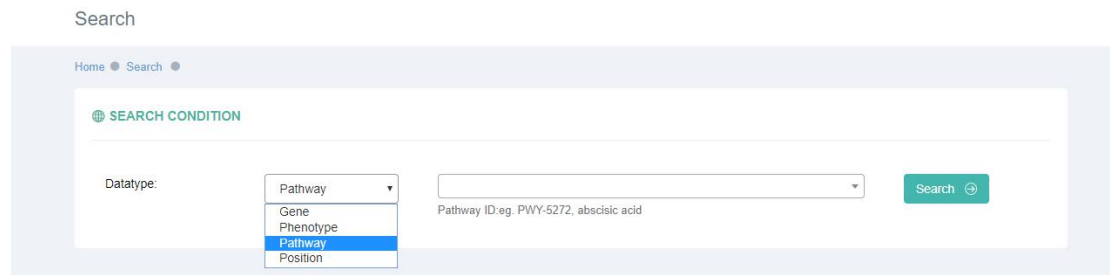 Search
Home Search
SEARCH CONDITION
Datatype:
Pathway
Search
Pathway ID:eg. PWY-5272, abscisic acid
Gene
Phenotype
Pathway
Position